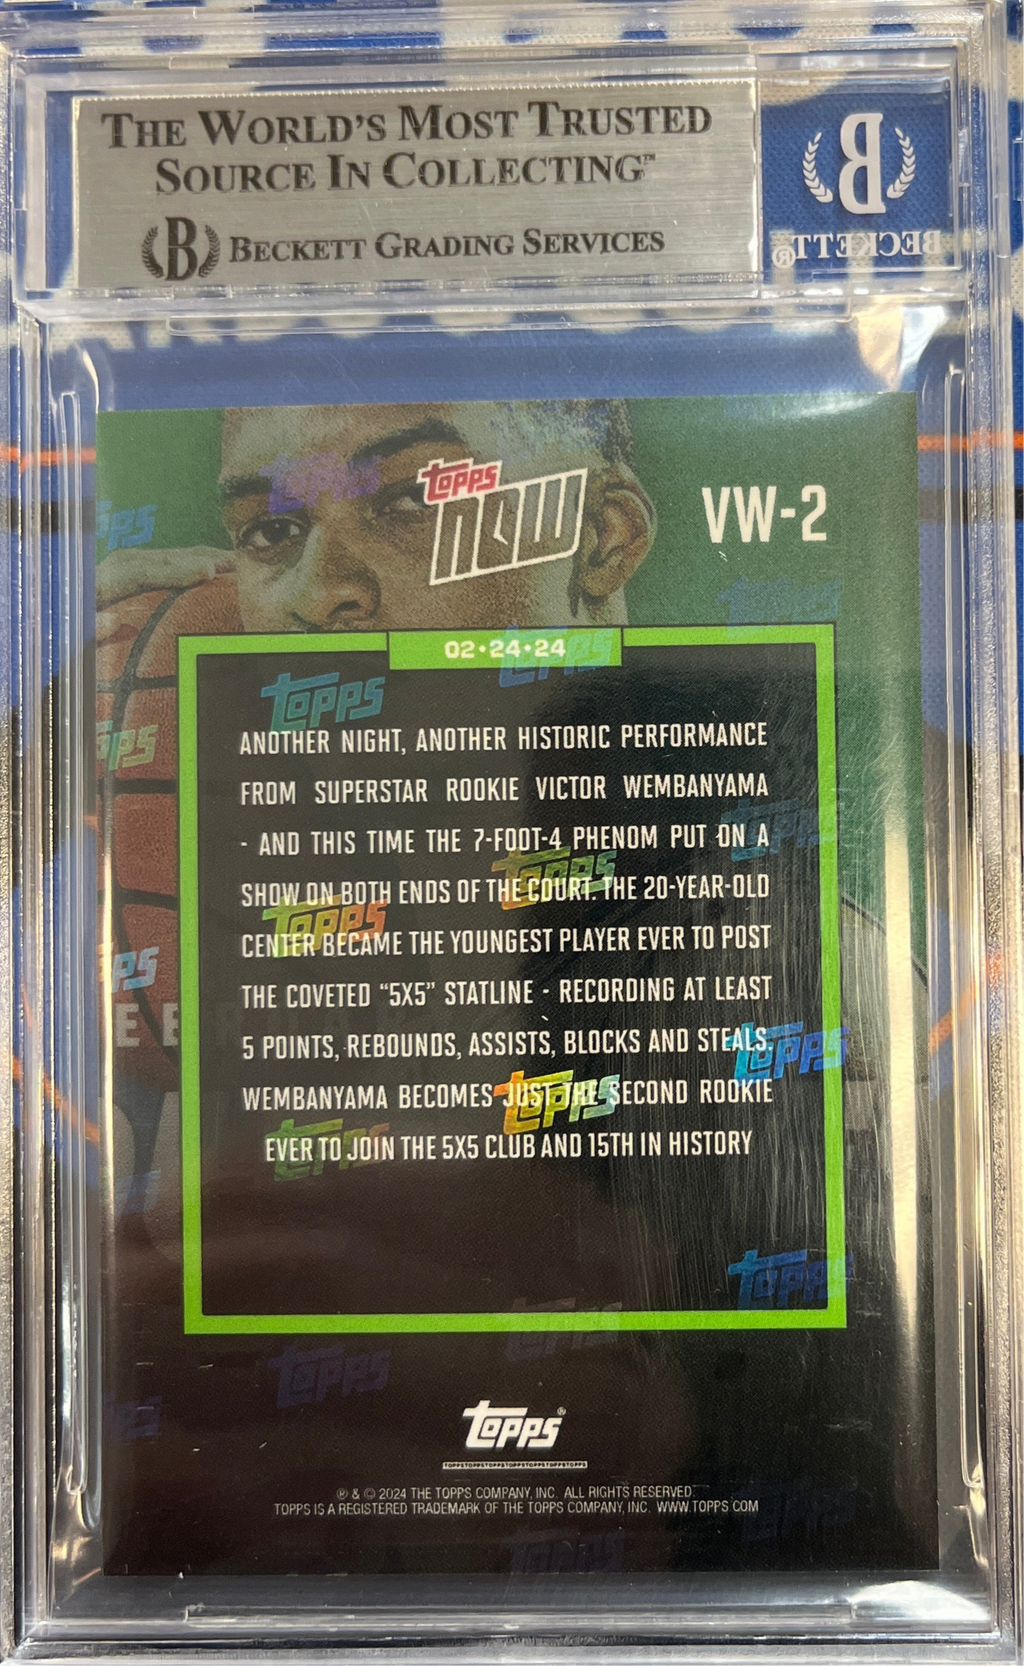 THE WORLD'S MOST TRUSTED
SOURCE IN COLLECTING™
B BECKETT GRADING SERVICES
B
BECKETT®
TOPPS
NOW
VW-2
02•24•24
ANOTHER NIGHT, ANOTHER HISTORIC PERFORMANCE
FROM SUPERSTAR ROOKIE VICTOR WEMBANYAMA
- AND THIS TIME THE 7-FOOT-4 PHENOM PUT ON A
SHOW ON BOTH ENDS OF THE COURT. THE 20-YEAR-OLD
CENTER BECAME THE YOUNGEST PLAYER EVER TO POST
THE COVETED "5X5" STATLINE - RECORDING AT LEAST
5 POINTS, REBOUNDS, ASSISTS, BLOCKS AND STEALS.
WEMBANYAMA BECOMES JUST THE SECOND ROOKIE
EVER TO JOIN THE 5X5 CLUB AND 15TH IN HISTORY
TOPPS®
TOPPSTOPPSTOPPSTOPPSTOPPSTOPPSTOPPS
® & © 2024 THE TOPPS COMPANY, INC. ALL RIGHTS RESERVED.
TOPPS IS A REGISTERED TRADEMARK OF THE TOPPS COMPANY, INC. WWW.TOPPS.COM